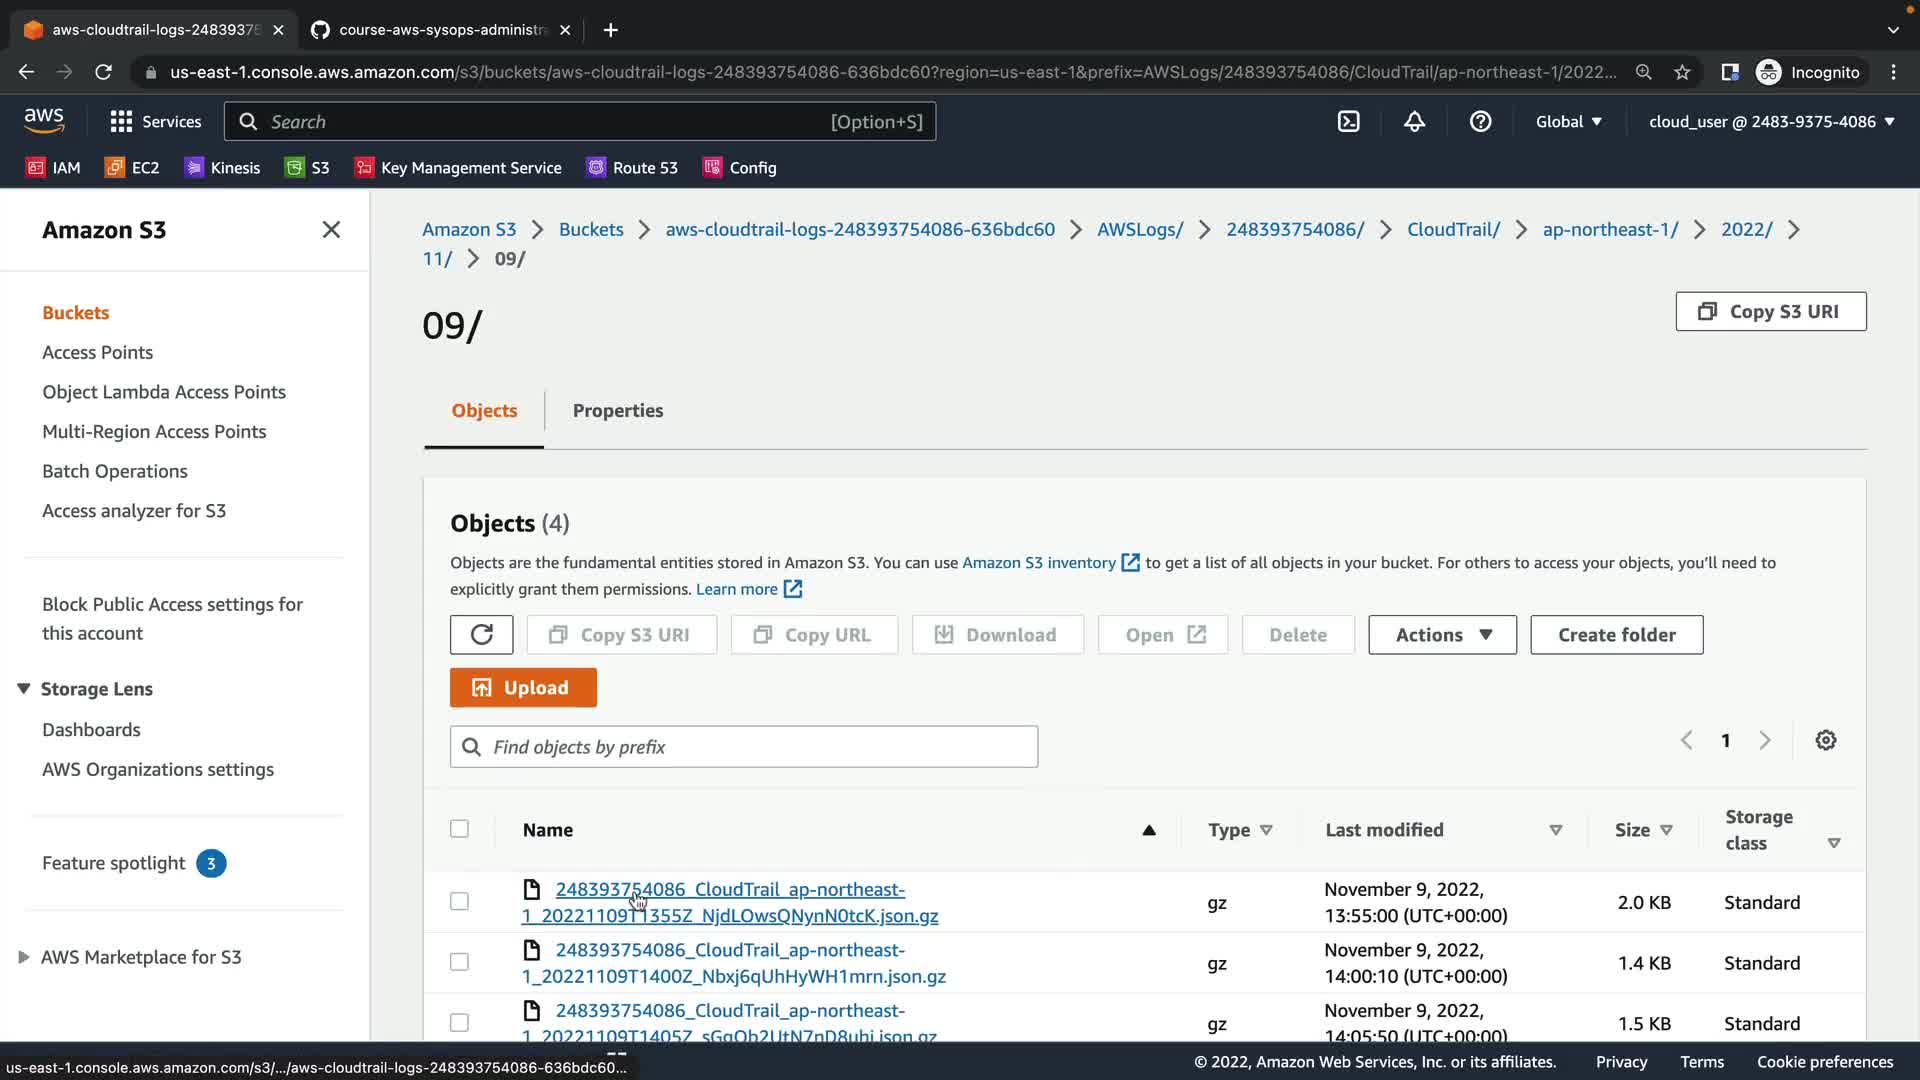 aws-cloudtrail-logs-2483937
course-aws-sysops-administr
us-east-1.console.aws.amazon.com/s3/buckets/aws-cloudtrail-logs-248393754086-636bdc60?region=us-east-1&prefix=AWSLogs/248393754086/CloudTrail/ap-northeast-1/2022...
Incognito
aws
Services
Search
[Option+S]
Global
cloud_user @ 2483-9375-4086
IAM
EC2
Kinesis
S3
Key Management Service
Route 53
Config
Amazon S3
Buckets
Access Points
Object Lambda Access Points
Multi-Region Access Points
Batch Operations
Access analyzer for S3
Block Public Access settings for
this account
Storage Lens
Dashboards
AWS Organizations settings
Feature spotlight 3
AWS Marketplace for S3
Amazon S3 > Buckets > aws-cloudtrail-logs-248393754086-636bdc60 > AWSLogs/ > 248393754086/ > CloudTrail/ > ap-northeast-1/ > 2022/ >
11/ > 09/
09/
Copy S3 URI
Objects
Properties
Objects (4)
Objects are the fundamental entities stored in Amazon S3. You can use Amazon S3 inventory to get a list of all objects in your bucket. For others to access your objects, you'll need to
explicitly grant them permissions. Learn more
Copy S3 URI
Copy URL
Download
Open
Delete
Actions
Create folder
Upload
Find objects by prefix
1
Name
Type
Last modified
Size
Storage
class
248393754086_CloudTrail_ap-northeast-
1_20221109T1355Z_NjdLOwsQNynN0tcK.json.gz
gz
November 9, 2022,
13:55:00 (UTC+00:00)
2.0 KB
Standard
248393754086_CloudTrail_ap-northeast-
1_20221109T1400Z_Nbxj6qUhHyWH1mrn.json.gz
gz
November 9, 2022,
14:00:10 (UTC+00:00)
1.4 KB
Standard
248393754086_CloudTrail_ap-northeast-
1_20221109T1405Z_sGgOb2UtN7nD8uhi.json.gz
gz
November 9, 2022,
14:05:50 (UTC+00:00)
1.5 KB
Standard
us-east-1.console.aws.amazon.com/s3/.../aws-cloudtrail-logs-248393754086-636bdc60...
© 2022, Amazon Web Services, Inc. or its affiliates.
Privacy
Terms
Cookie preferences